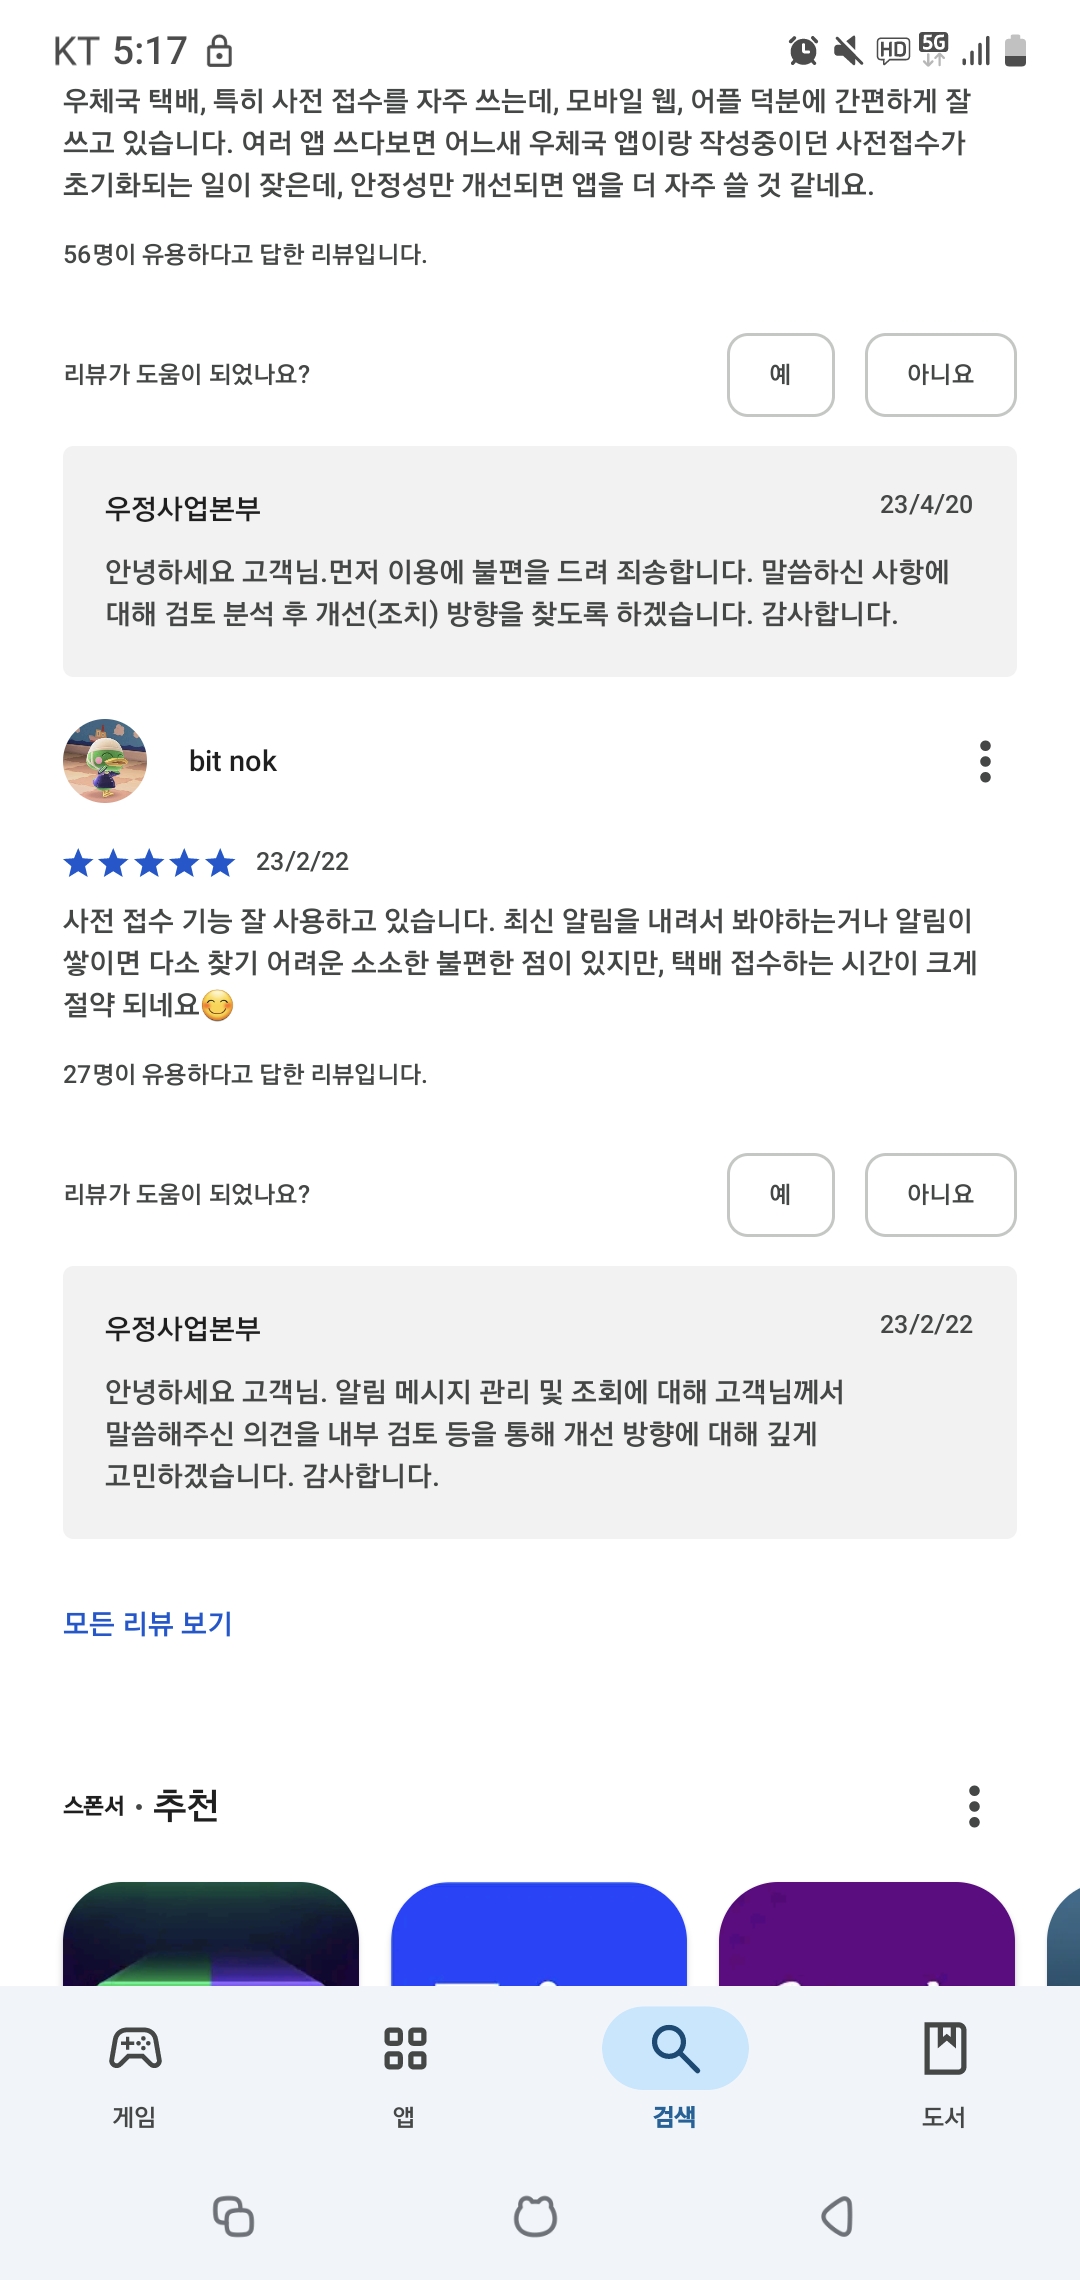 KT 5:17
HD 5G
우체국 택배, 특히 사전 접수를 자주 쓰는데, 모바일 웹, 어플 덕분에 간편하게 잘
쓰고 있습니다. 여러 앱 쓰다보면 어느새 우체국 앱이랑 작성중이던 사전접수가
초기화되는 일이 잦은데, 안정성만 개선되면 앱을 더 자주 쓸 것 같네요.
56명이 유용하다고 답한 리뷰입니다.
리뷰가 도움이 되었나요? 예 아니요
우정사업본부 23/4/20
안녕하세요 고객님.먼저 이용에 불편을 드려 죄송합니다. 말씀하신 사항에
대해 검토 분석 후 개선(조치) 방향을 찾도록 하겠습니다. 감사합니다.
bit nok
23/2/22
사전 접수 기능 잘 사용하고 있습니다. 최신 알림을 내려서 봐야하는거나 알림이
쌓이면 다소 찾기 어려운 소소한 불편한 점이 있지만, 택배 접수하는 시간이 크게
절약 되네요😊
27명이 유용하다고 답한 리뷰입니다.
리뷰가 도움이 되었나요? 예 아니요
우정사업본부 23/2/22
안녕하세요 고객님. 알림 메시지 관리 및 조회에 대해 고객님께서
말씀해주신 의견을 내부 검토 등을 통해 개선 방향에 대해 깊게
고민하겠습니다. 감사합니다.
모든 리뷰 보기
스폰서 · 추천
게임 앱 검색 도서